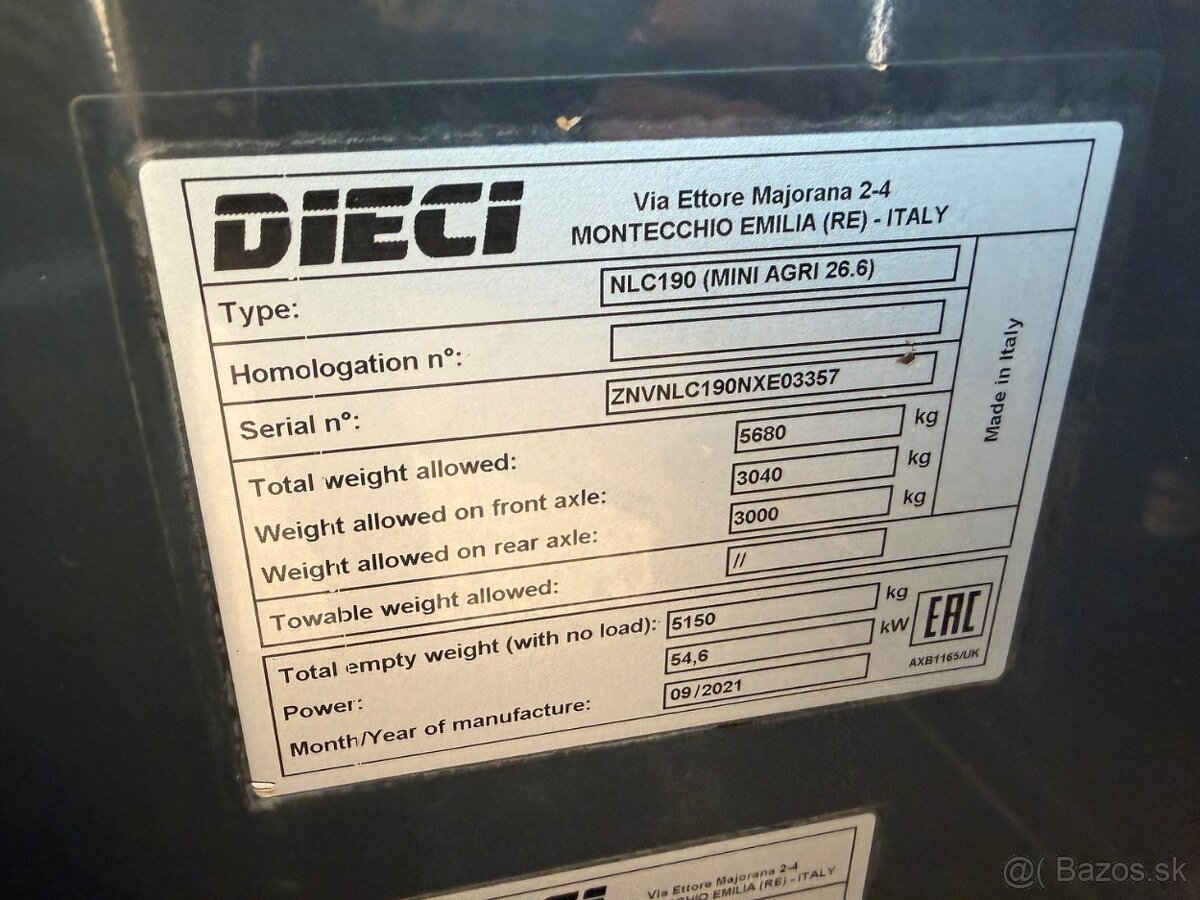 DIECI
Via Ettore Majorana 2-4
MONTECCHIO EMILIA (RE) - ITALY
Type: NLC190 (MINI AGRI 26.6)
Homologation n°:
Serial n°: ZNVNLC190NXE03357
Total weight allowed: 5680 kg
Weight allowed on front axle: 3040 kg
Weight allowed on rear axle: 3000 kg
Made in Italy
Towable weight allowed: //
Total empty weight (with no load): 5150 kg
Power: 54,6 kW
Month/Year of manufacture: 09/2021
EAC
AXB1165/UK
Via Ettore Majorana 2-4
MONTECCHIO EMILIA (RE) - ITALY
@( Bazos.sk